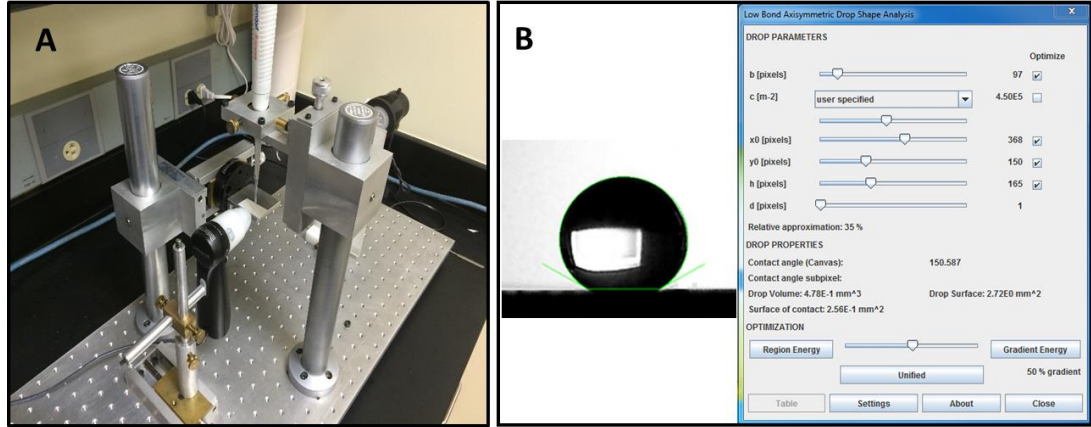 A
B
Low Bond Axisymmetric Drop Shape Analysis
X
DROP PARAMETERS
Optimize
b [pixels] 97
c [m-2] user specified 4.50E5
x0 [pixels] 368
y0 [pixels] 150
h [pixels] 165
d [pixels] 1
Relative approximation: 35 %
DROP PROPERTIES
Contact angle (Canvas): 150.587
Contact angle subpixel:
Drop Volume: 4.78E-1 mm^3 Drop Surface: 2.72E0 mm^2
Surface of contact: 2.56E-1 mm^2
OPTIMIZATION
Region Energy Gradient Energy
Unified 50 % gradient
Table Settings About Close